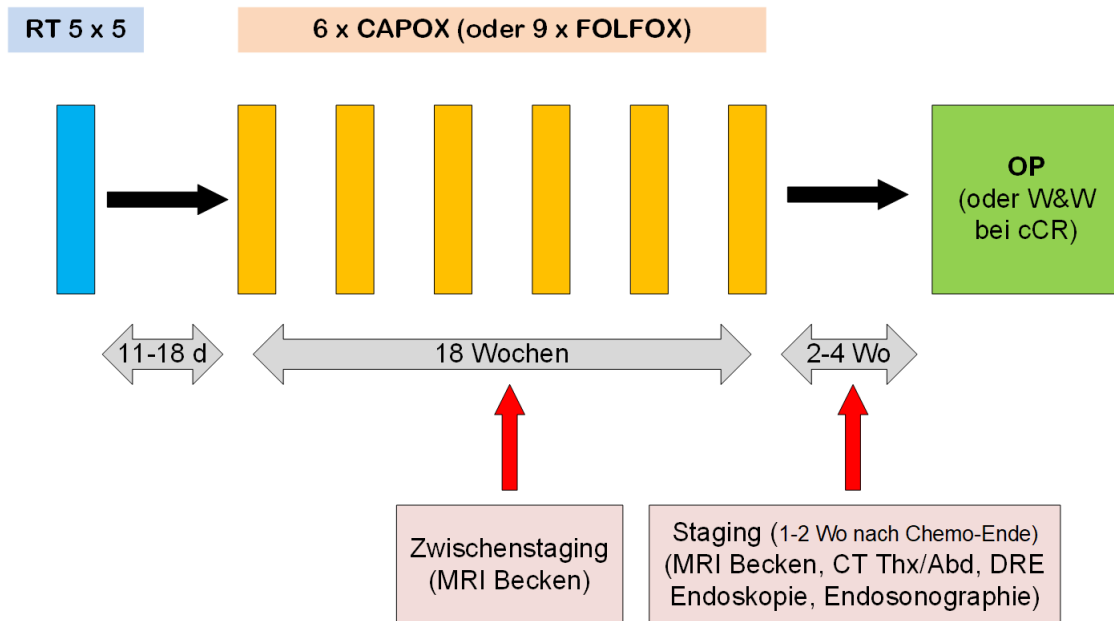 RT 5 x 5
6 x CAPOX (oder 9 x FOLFOX)
OP
(oder W&W
bei cCR)
11-18 d
18 Wochen
2-4 Wo
Zwischenstaging
(MRI Becken)
Staging (1-2 Wo nach Chemo-Ende)
(MRI Becken, CT Thx/Abd, DRE
Endoskopie, Endosonographie)